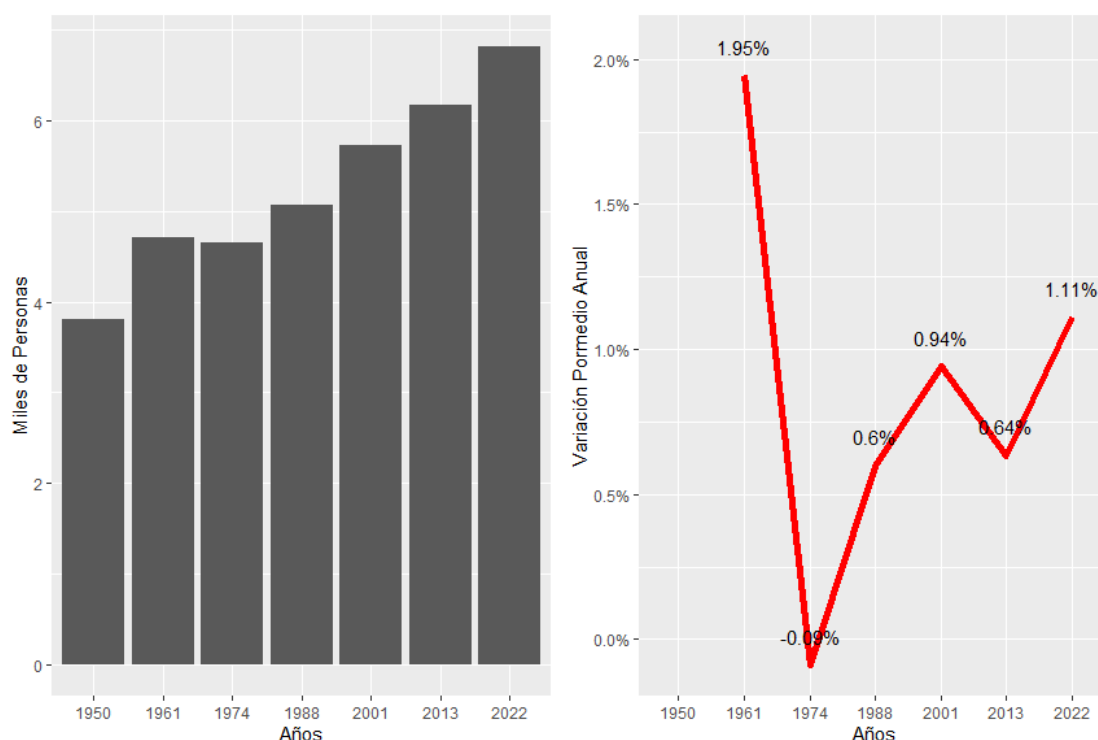 Miles de Personas
6
4
2
0
1950 1961 1974 1988 2001 2013 2022
Años
Variación Pormedio Anual
2.0%
1.5%
1.0%
0.5%
0.0%
1.95%
-0.09%
0.6%
0.94%
0.64%
1.11%
1950 1961 1974 1988 2001 2013 2022
Años